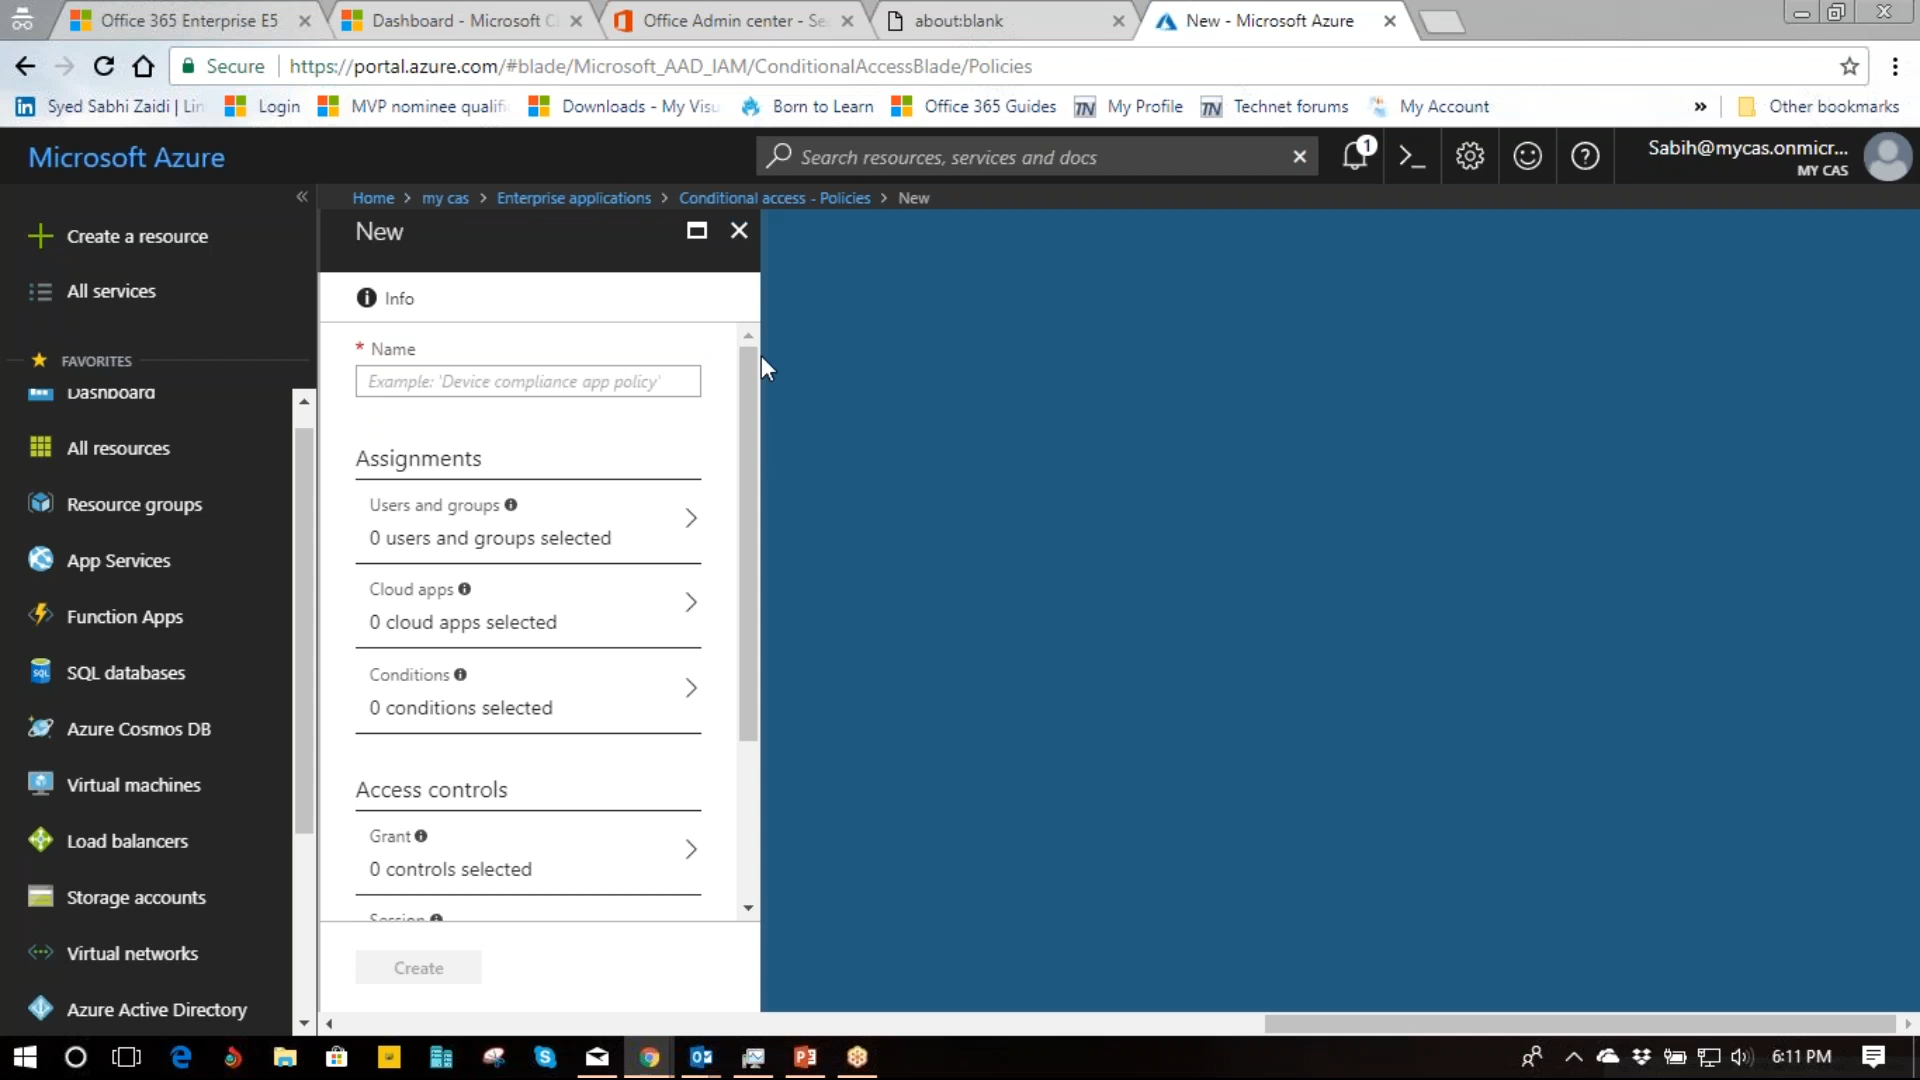 Office 365 Enterprise E5
Dashboard - Microsoft Cl
Office Admin center - Se
about:blank
New - Microsoft Azure
Secure
https://portal.azure.com/#blade/Microsoft_AAD_IAM/ConditionalAccessBlade/Policies
Syed Sabhi Zaidi | Lin
Login
MVP nominee qualifi
Downloads - My Visu
Born to Learn
Office 365 Guides
My Profile
Technet forums
My Account
»
Other bookmarks
Microsoft Azure
Search resources, services and docs
1
Sabih@mycas.onmicr...
MY CAS
Home > my cas > Enterprise applications > Conditional access - Policies > New
Create a resource
All services
FAVORITES
Dashboard
All resources
Resource groups
App Services
Function Apps
SQL databases
Azure Cosmos DB
Virtual machines
Load balancers
Storage accounts
Virtual networks
Azure Active Directory
New
Info
* Name
Example: 'Device compliance app policy'
Assignments
Users and groups
0 users and groups selected
Cloud apps
0 cloud apps selected
Conditions
0 conditions selected
Access controls
Grant
0 controls selected
Session
Create
6:11 PM